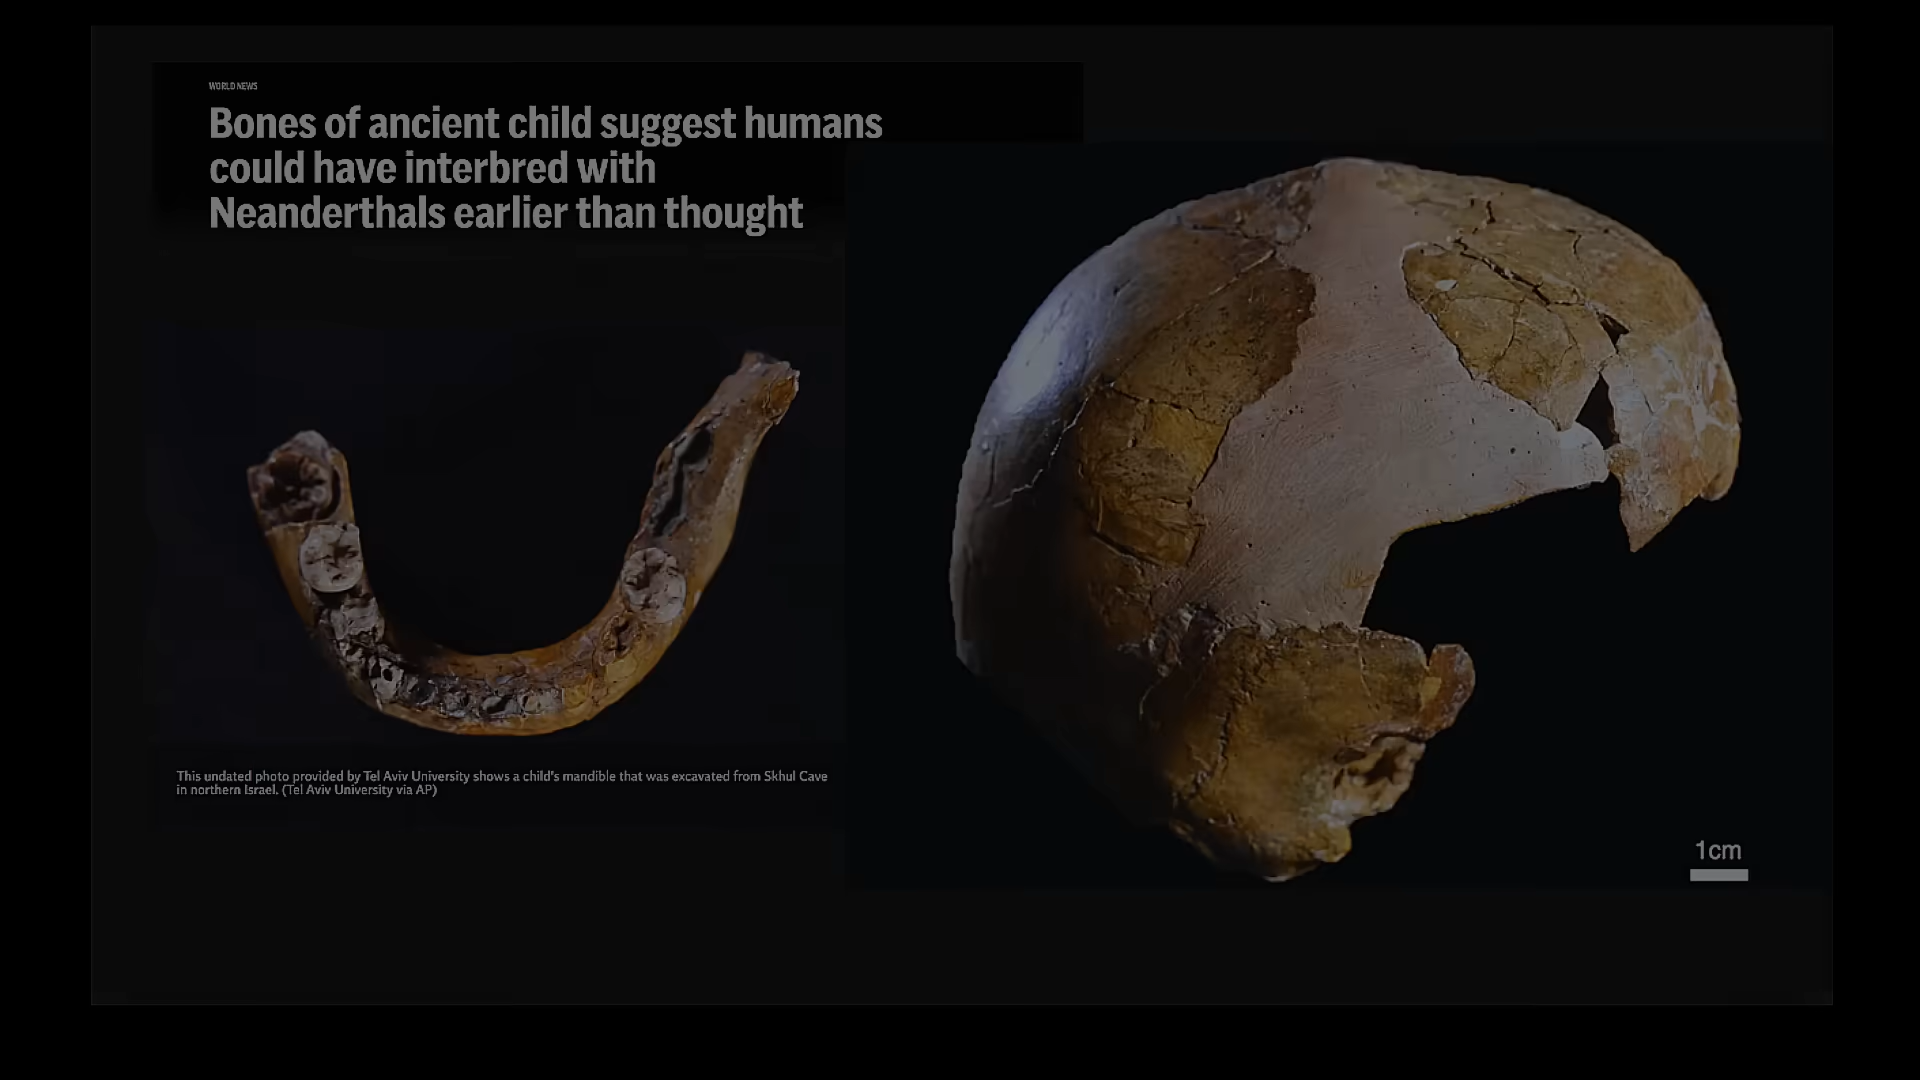 WORLD NEWS
Bones of ancient child suggest humans
could have interbred with
Neanderthals earlier than thought
This undated photo provided by Tel Aviv University shows a child's mandible that was excavated from Skhul Cave
in northern Israel. (Tel Aviv University via AP)
1cm